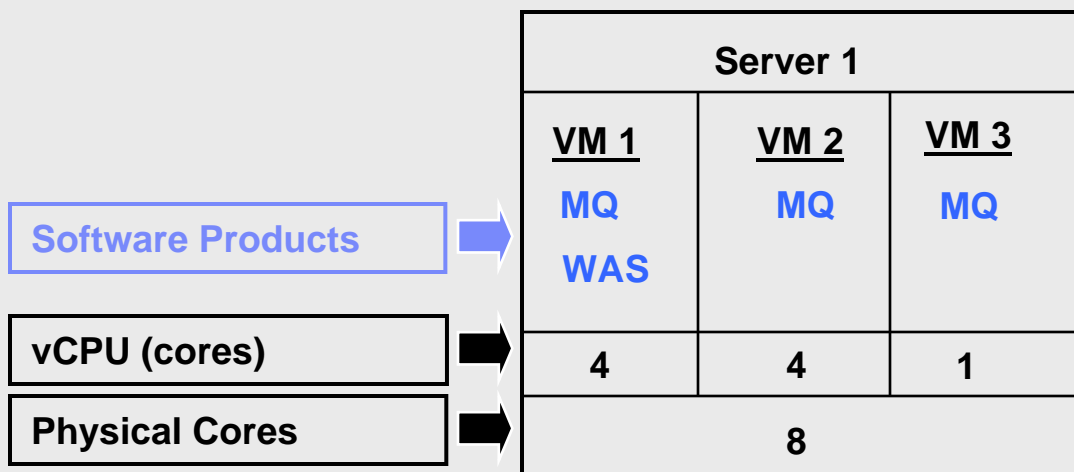 Server 1
VM 1 VM 2 VM 3
MQ MQ MQ
Software Products
WAS
vCPU (cores) 4 4 1
Physical Cores 8